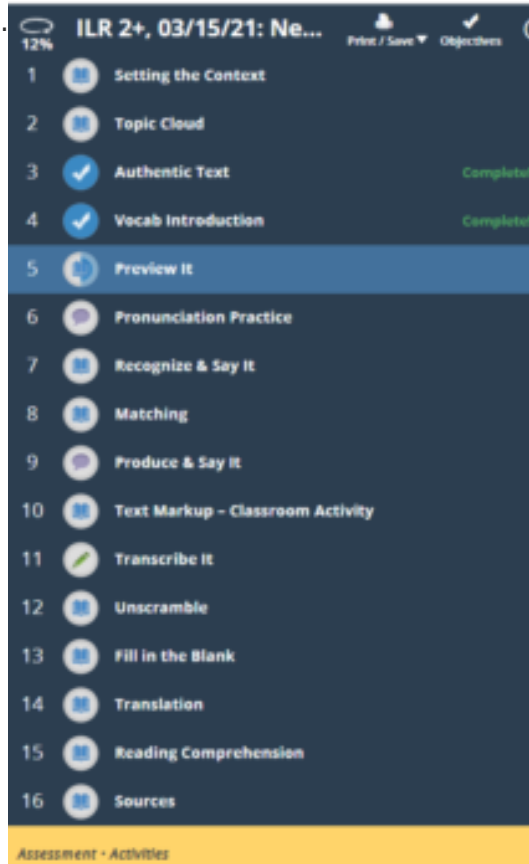 12% ILR 2+, 03/15/21: Ne... Print / Save Objectives
1 Setting the Context
2 Topic Cloud
3 Authentic Text Complete
4 Vocab Introduction Complete
5 Preview It
6 Pronunciation Practice
7 Recognize & Say It
8 Matching
9 Produce & Say It
10 Text Markup – Classroom Activity
11 Transcribe It
12 Unscramble
13 Fill in the Blank
14 Translation
15 Reading Comprehension
16 Sources
Assessment - Activities